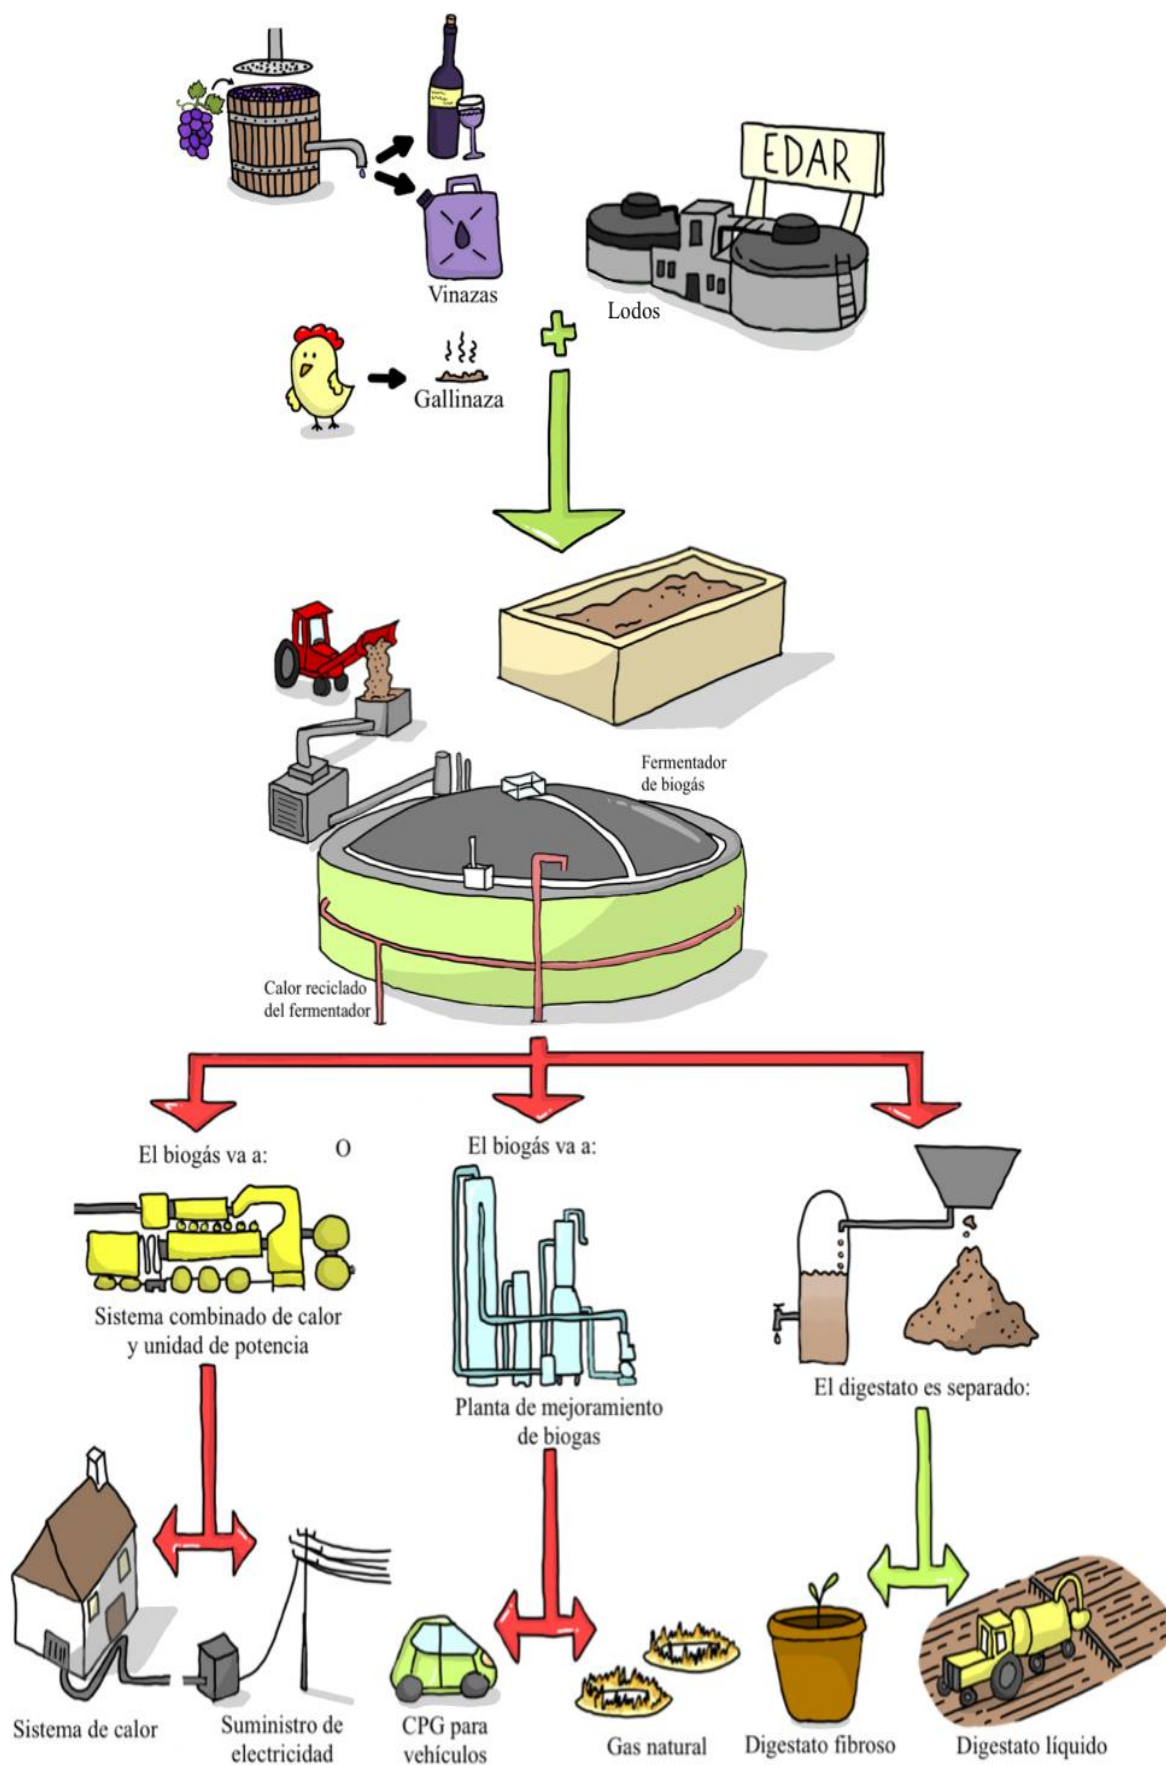 EDAR
Vinazas
Lodos
Gallinaza
Fermentador
de biogás
Calor reciclado
del fermentador
El biogás va a:
O
El biogás va a:
Sistema combinado de calor
y unidad de potencia
Planta de mejoramiento
de biogas
El digestato es separado:
Sistema de calor
Suministro de
electricidad
CPG para
vehículos
Gas natural
Digestato fibroso
Digestato líquido